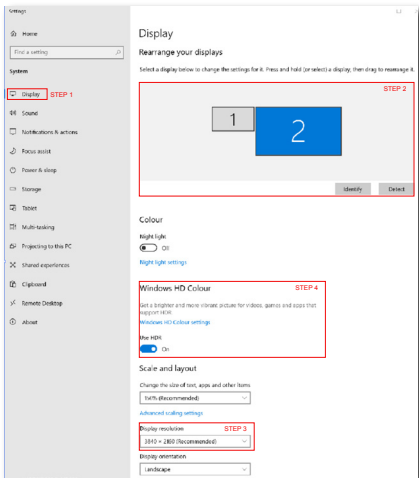 Settings
Home
Find a setting
System
Display
STEP 1
Sound
Notifications & actions
Focus assist
Power & sleep
Storage
Tablet
Multi-tasking
Projecting to this PC
Shared experiences
Clipboard
Remote Desktop
About
Display
Rearrange your displays
Select a display below to change the settings for it. Press and hold (or select) a display, then drag to rearrange it.
STEP 2
1
2
Identify
Detect
Colour
Night light
Off
Night light settings
Windows HD Colour
STEP 4
Get a brighter and more vibrant picture for videos, games and apps that
support HDR.
Windows HD Colour settings
Use HDR
On
Scale and layout
Change the size of text, apps and other items
150% (Recommended)
Advanced scaling settings
Display resolution
STEP 3
3840 × 2160 (Recommended)
Display orientation
Landscape